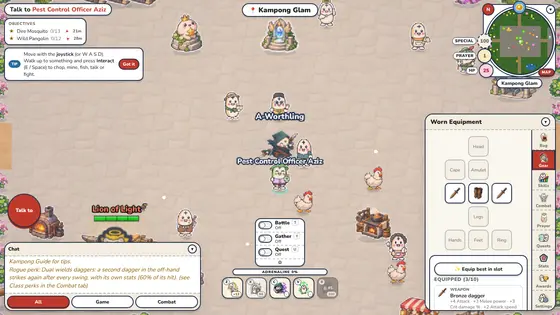 Talk to Pest Control Officer Aziz
OBJECTIVES
Dire Mosquito 0/13
Wild Pangolin 0/12
TIP
Move with the joystick (or W A S D).
Walk up to something and press Interact
(E / Space) to chop, mine, fish, talk or
fight.
Got it
Kampong Glam
N
SPECIAL 100
PRAYER 1
HP 25
MAP
A-Worthling
Pest Control Officer Aziz
Lion of Light
Talk to
Chat
Kampong Guide for tips.
Rogue perk: Dual wields daggers: a second dagger in the off-hand
strikes again after every swing, with its own stats (60% of its hit). (see
Class perks in the Combat tab)
All
Game
Combat
Battle
Off
Gather
Off
Quest
Off
ADRENALINE 0%
Worn Equipment
Head
Cape
Amulet
Legs
Hands
Feet
Ring
Equip best in slot
EQUIPPED (3/10)
WEAPON
Bronze dagger
Bag
Gear
Skills
Combat
Prayer
Quests
Stats
Awards
Settings